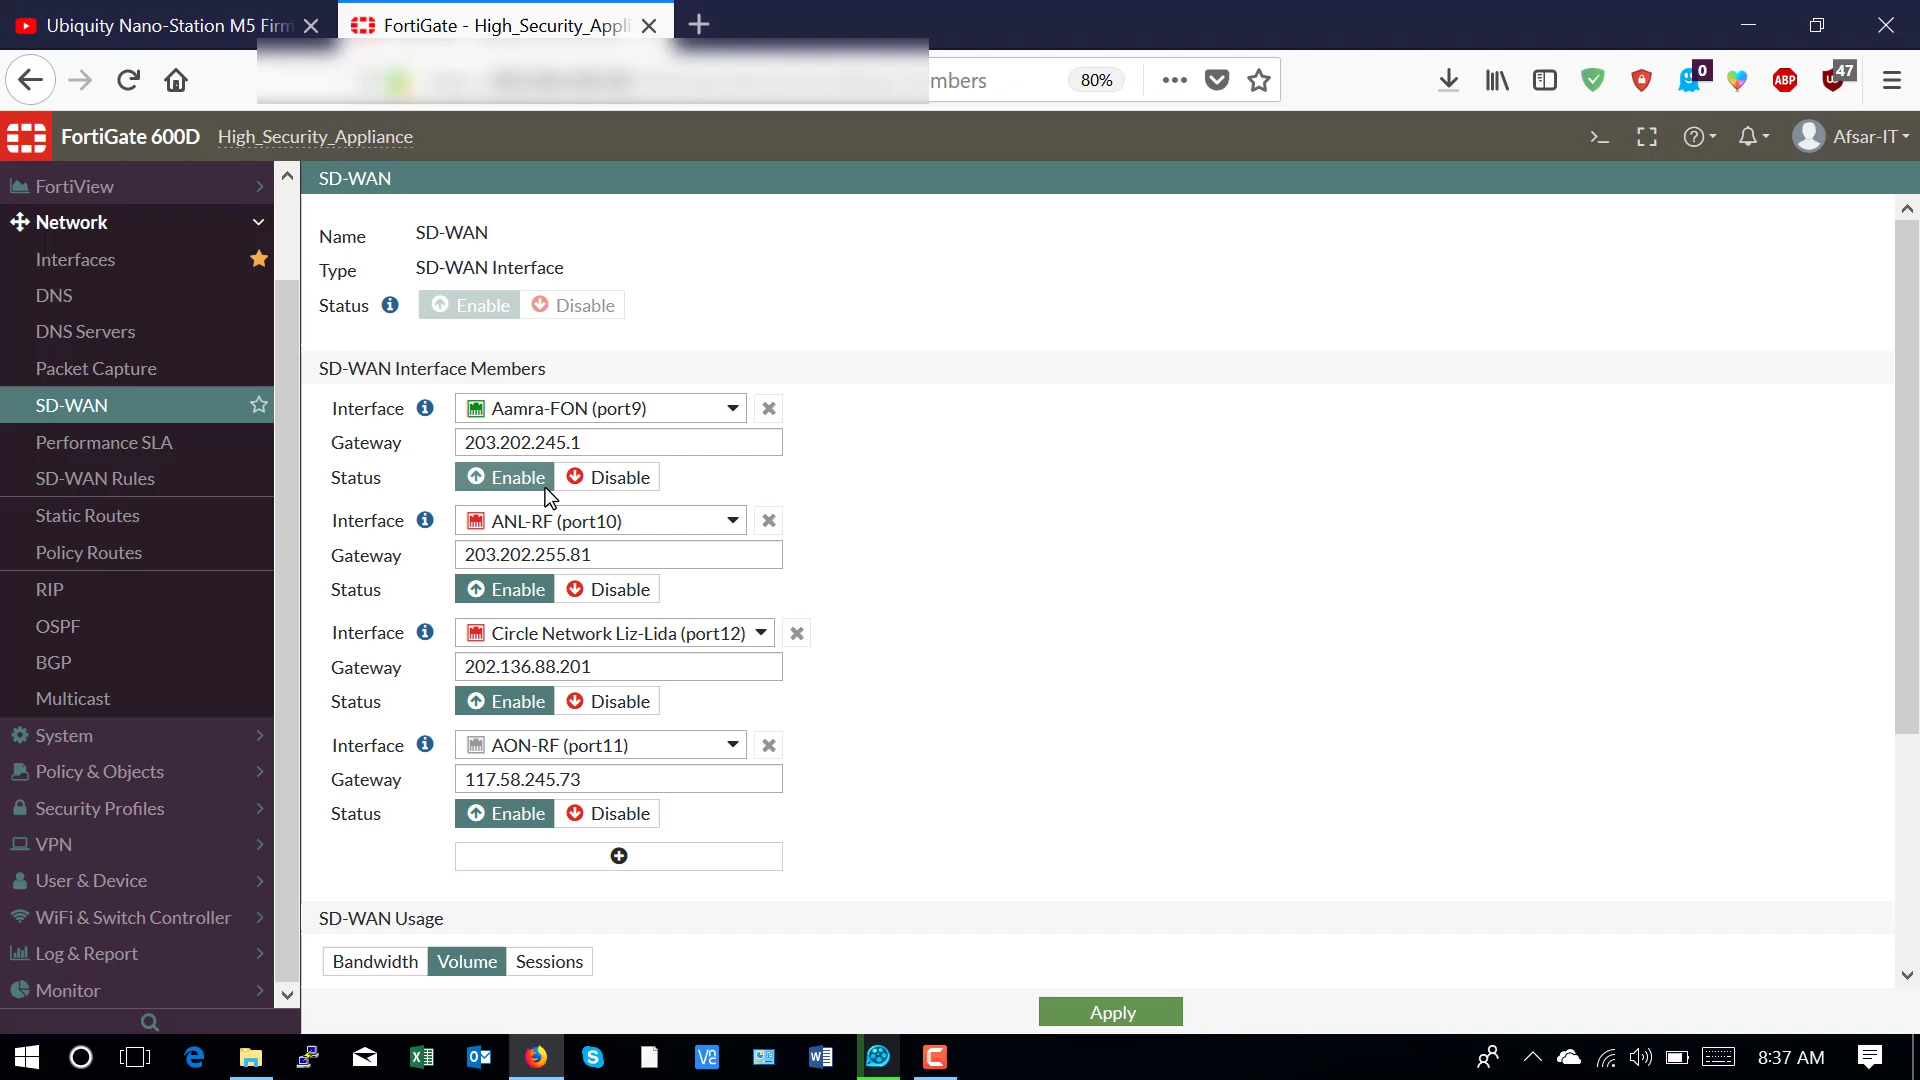 Ubiquity Nano-Station M5 Firm
FortiGate - High_Security_Appli
mbers
80%
0
ABP
47
FortiGate 600D
High_Security_Appliance
Afsar-IT
FortiView
Network
Interfaces
DNS
DNS Servers
Packet Capture
SD-WAN
Performance SLA
SD-WAN Rules
Static Routes
Policy Routes
RIP
OSPF
BGP
Multicast
System
Policy & Objects
Security Profiles
VPN
User & Device
WiFi & Switch Controller
Log & Report
Monitor
SD-WAN
Name SD-WAN
Type SD-WAN Interface
Status Enable Disable
SD-WAN Interface Members
Interface Aamra-FON (port9)
Gateway 203.202.245.1
Status Enable Disable
Interface ANL-RF (port10)
Gateway 203.202.255.81
Status Enable Disable
Interface Circle Network Liz-Lida (port12)
Gateway 202.136.88.201
Status Enable Disable
Interface AON-RF (port11)
Gateway 117.58.245.73
Status Enable Disable
SD-WAN Usage
Bandwidth Volume Sessions
Apply
8:37 AM